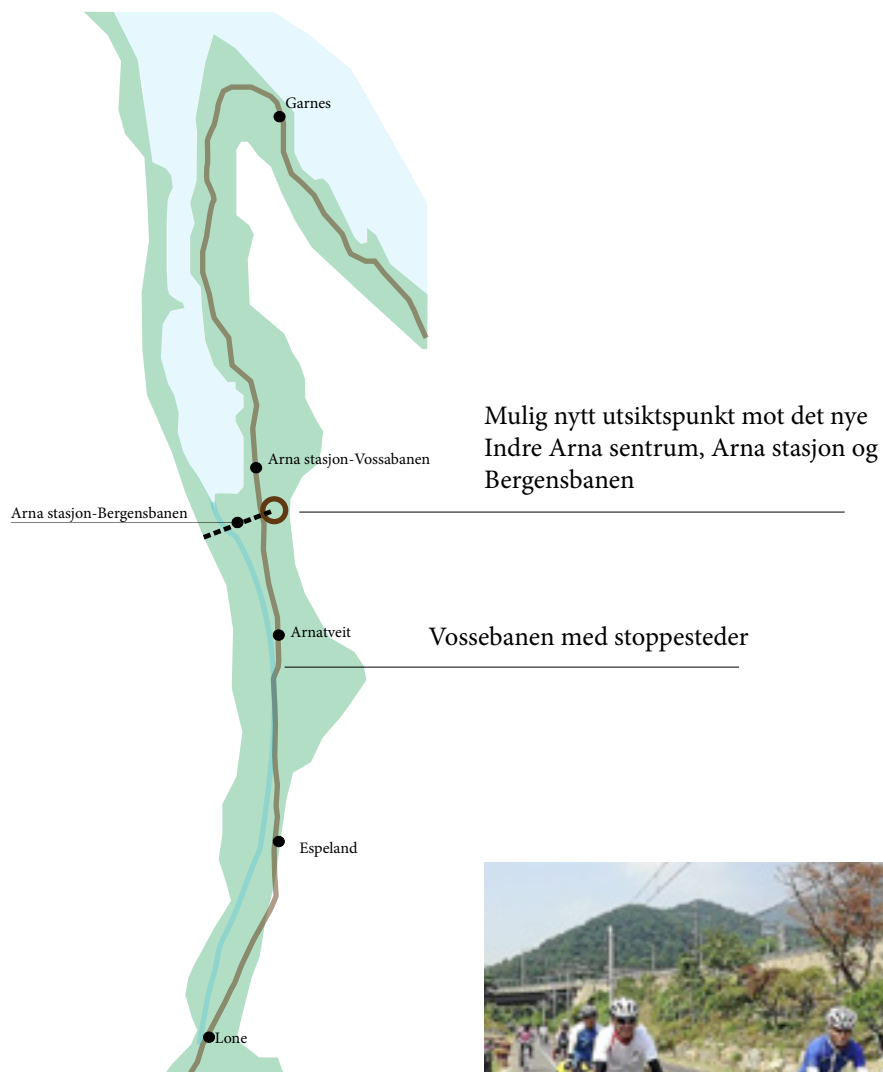 Garnes
Mulig nytt utsiktspunkt mot det nye
Indre Arna sentrum, Arna stasjon og
Bergensbanen
Arna stasjon-Vossabanen
Arna stasjon-Bergensbanen
Arnatveit
Vossebanen med stoppesteder
Espeland
Lone